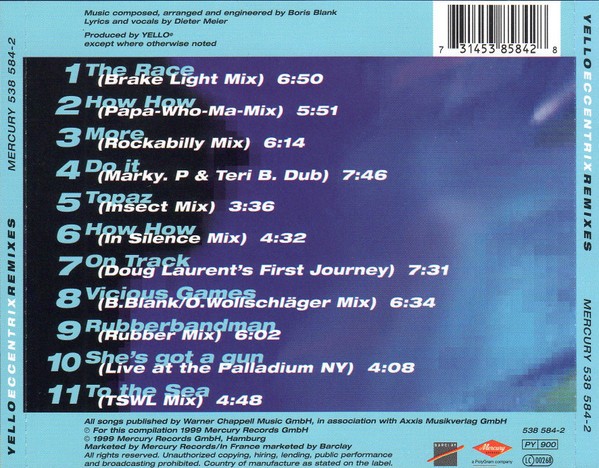 Music composed, arranged and engineered by Boris Blank
Lyrics and vocals by Dieter Meier
Produced by YELLO®
except where otherwise noted
7 31453 85842 8
YELLO ECCENTRIX REMIXES MERCURY 538 584-2
1 The Race
(Brake Light Mix) 6:50
2 How How
(Papa-Who-Ma-Mix) 5:51
3 More
(Rockabilly Mix) 6:14
4 Do it
(Marky. P & Teri B. Dub) 7:46
5 Topaz
(Insect Mix) 3:36
6 How How
(In Silence Mix) 4:32
7 On Track
(Doug Laurent's First Journey) 7:31
8 Vicious Games
(B.Blank/O.Wollschläger Mix) 6:34
9 Rubberbandman
(Rubber Mix) 6:02
10 She's got a gun
(Live at the Palladium NY) 4:08
11 To the Sea
(TSWL Mix) 4:48
All songs published by Warner Chappell Music GmbH, in association with Axxis Musikverlag GmbH
℗ For this compilation 1999 Mercury Records GmbH
© 1999 Mercury Records GmbH, Hamburg
Marketed by Mercury Records/In France marketed by Barclay
All rights reserved. Unauthorized copying, hiring, lending, public performance
and broadcasting prohibited. Country of manufacture as stated on the label.
BARCLAY
Mercury
a PolyGram company
538 584-2
PY 900
LC 00268
YELLO ECCENTRIX REMIXES MERCURY 538 584-2